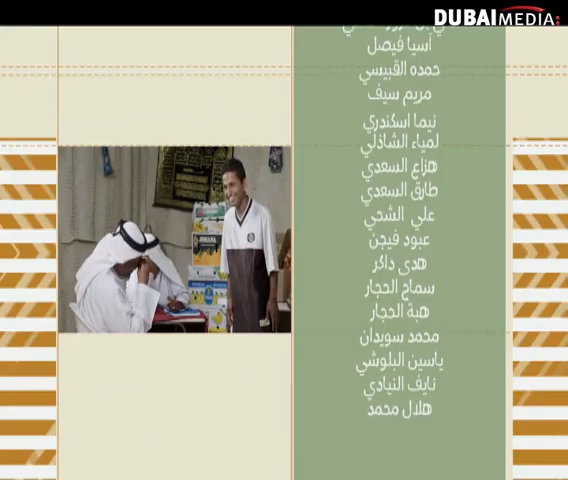 DUBAIMEDIA
آسيا فيصل
حمده القبيسي
مريم سيف
نيما اسكندري
لمياء الشاذلي
هزاع السعدي
طارق السعدي
علي الشحي
عبود فيجن
هدى داكر
سماح الحجار
هبة الحجار
محمد سويدان
ياسين البلوشي
نايف النيادي
هلال محمد